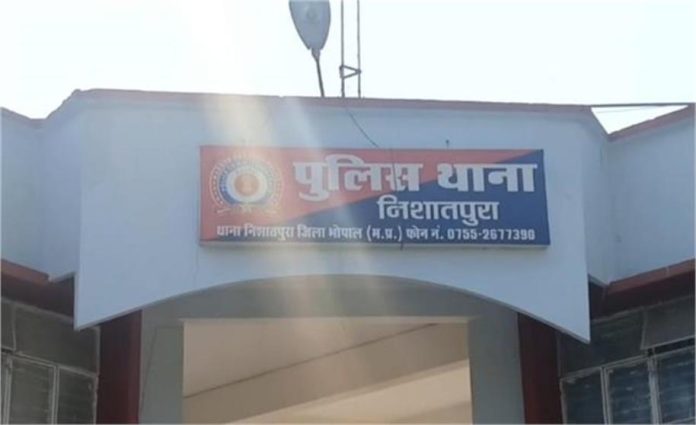 पुलिस थाना
निशातपुरा
थाना निशातपुरा जिला भोपाल (म.प्र.) फोन नं. 0755-2677390